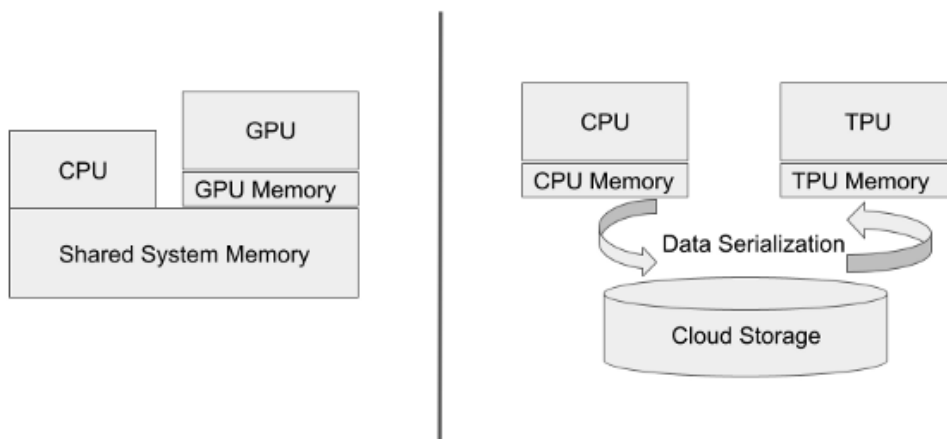 GPU
CPU
GPU Memory
Shared System Memory
CPU
TPU
CPU Memory
TPU Memory
Data Serialization
Cloud Storage